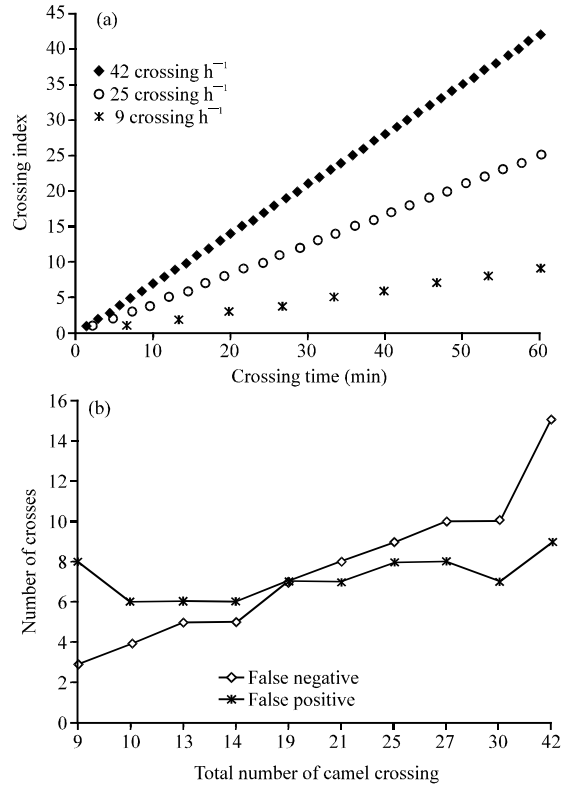 (a)
45
40
35
30
25
20
15
10
5
0
Crossing index
42 crossing h⁻¹
25 crossing h⁻¹
9 crossing h⁻¹
0 10 20 30 40 50 60
Crossing time (min)
(b)
16
14
12
10
8
6
4
2
0
Number of crosses
False negative
False positive
9 10 13 14 19 21 25 27 30 42
Total number of camel crossing